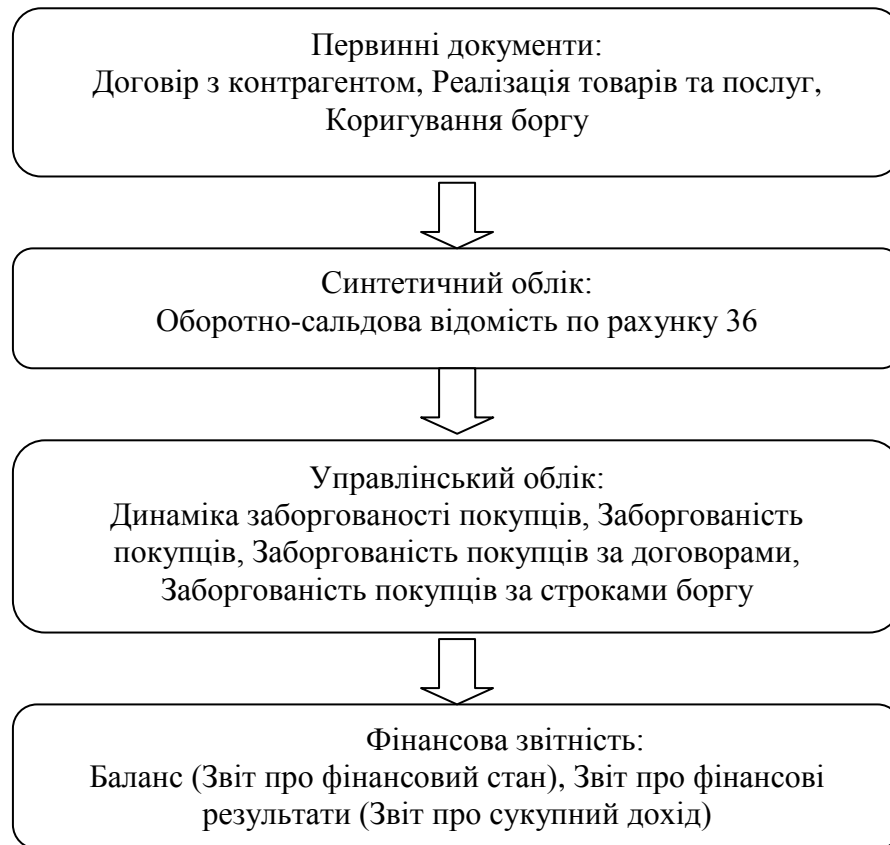 Первинні документи:
Договір з контрагентом, Реалізація товарів та послуг,
Коригування боргу
Синтетичний облік:
Оборотно-сальдова відомість по рахунку 36
Управлінський облік:
Динаміка заборгованості покупців, Заборгованість
покупців, Заборгованість покупців за договорами,
Заборгованість покупців за строками боргу
Фінансова звітність:
Баланс (Звіт про фінансовий стан), Звіт про фінансові
результати (Звіт про сукупний дохід)